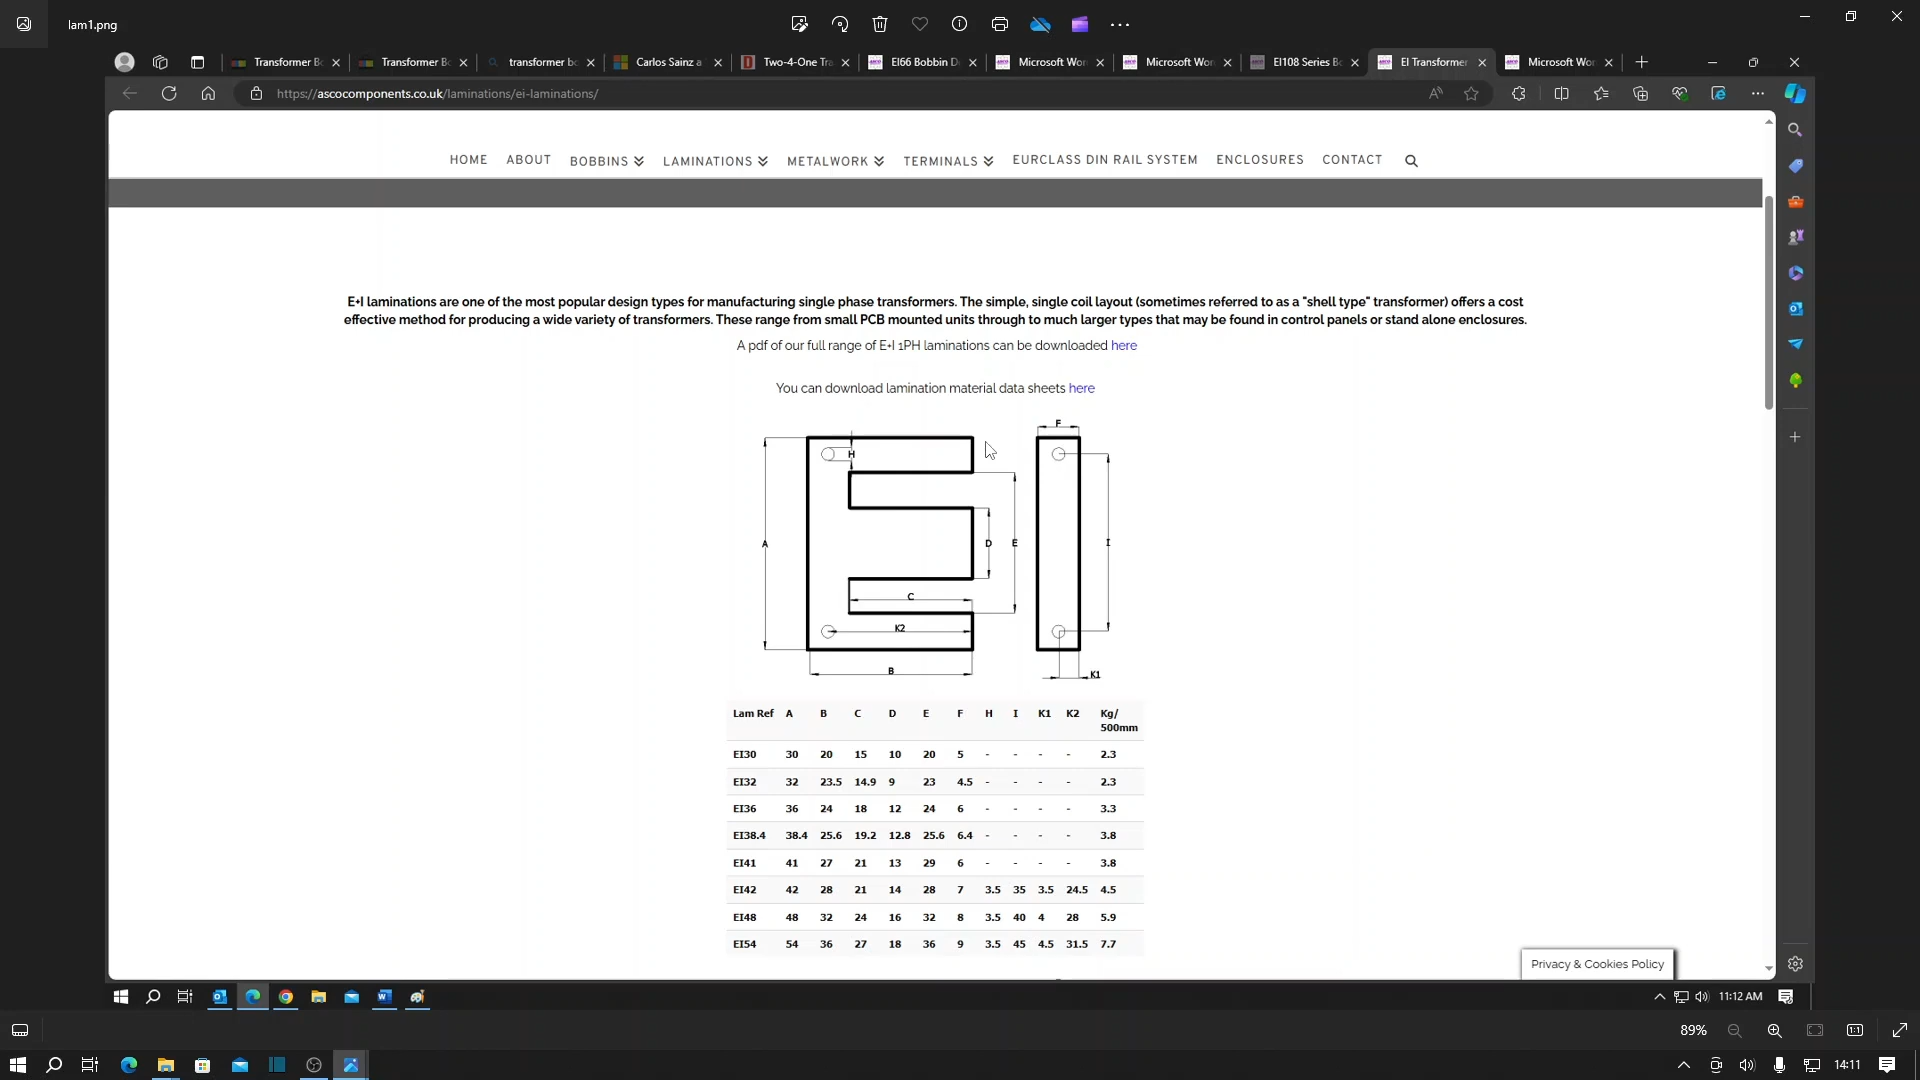 lam1.png
Transformer Bo
Transformer Bo
transformer bo
Carlos Sainz a
Two-4-One Tra
EI66 Bobbin D
Microsoft Wor
Microsoft Wor
EI108 Series Bo
EI Transformer
Microsoft Wor
https://ascocomponents.co.uk/laminations/ei-laminations/
HOME ABOUT BOBBINS LAMINATIONS METALWORK TERMINALS EURCLASS DIN RAIL SYSTEM ENCLOSURES CONTACT
E+I laminations are one of the most popular design types for manufacturing single phase transformers. The simple, single coil layout (sometimes referred to as a "shell type" transformer) offers a cost
effective method for producing a wide variety of transformers. These range from small PCB mounted units through to much larger types that may be found in control panels or stand alone enclosures.
A pdf of our full range of E+I 1PH laminations can be downloaded here
You can download lamination material data sheets here
F
H
A
D
E
I
C
K2
B
K1
Lam Ref A B C D E F H I K1 K2 Kg/
500mm
EI30 30 20 15 10 20 5 - - - - 2.3
EI32 32 23.5 14.9 9 23 4.5 - - - - 2.3
EI36 36 24 18 12 24 6 - - - - 3.3
EI38.4 38.4 25.6 19.2 12.8 25.6 6.4 - - - - 3.8
EI41 41 27 21 13 29 6 - - - - 3.8
EI42 42 28 21 14 28 7 3.5 35 3.5 24.5 4.5
EI48 48 32 24 16 32 8 3.5 40 4 28 5.9
EI54 54 36 27 18 36 9 3.5 45 4.5 31.5 7.7
Privacy & Cookies Policy
11:12 AM
89%
14:11